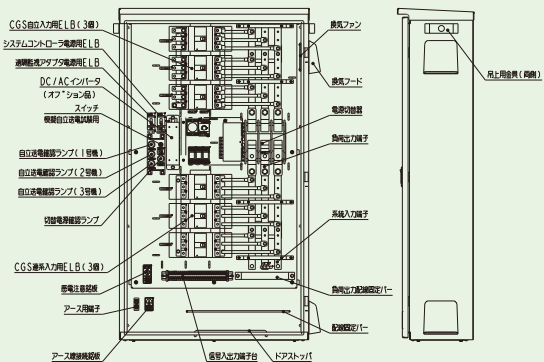 CGS自立入力用ELB(3個)
システムコントローラ電源用ELB
遠隔監視アダプタ電源用ELB
DC/ACインバータ
(オプション品)
スイッチ
模擬自立送電試験用
自立送電確認ランプ(1号機)
自立送電確認ランプ(2号機)
自立送電確認ランプ(3号機)
切替電源確認ランプ
CGS連系入力用ELB(3個)
感電注意銘板
アース用端子
アース線接続銘板
信号入出力端子台
ドアストッパ
換気ファン
換気フード
電源切替器
負荷出力端子
系統入力端子
負荷出力配線固定バー
配線固定バー
吊上用金具(両側)